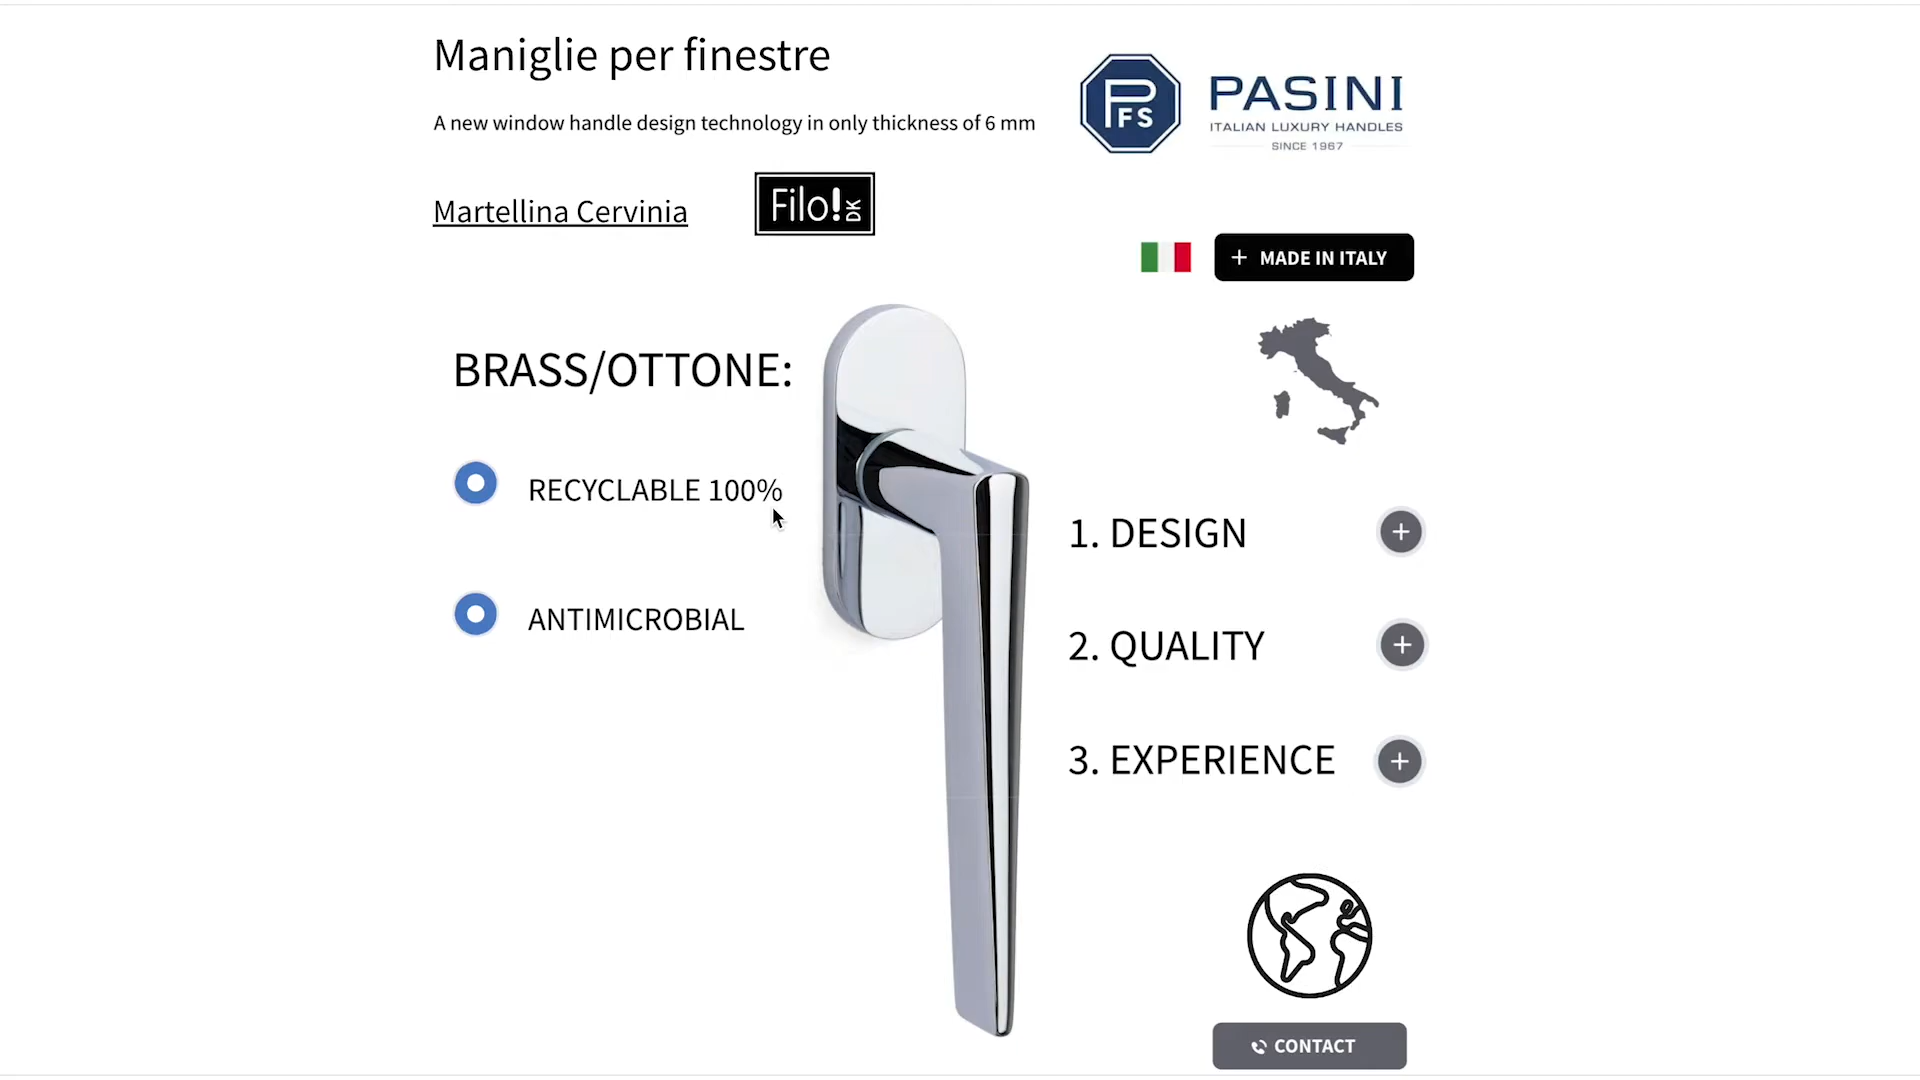 Maniglie per finestre
A new window handle design technology in only thickness of 6 mm
PFS
PASINI
ITALIAN LUXURY HANDLES
SINCE 1967
Martellina Cervinia
Filo! DK
+ MADE IN ITALY
BRASS/OTTONE:
RECYCLABLE 100%
ANTIMICROBIAL
1. DESIGN +
2. QUALITY +
3. EXPERIENCE +
CONTACT